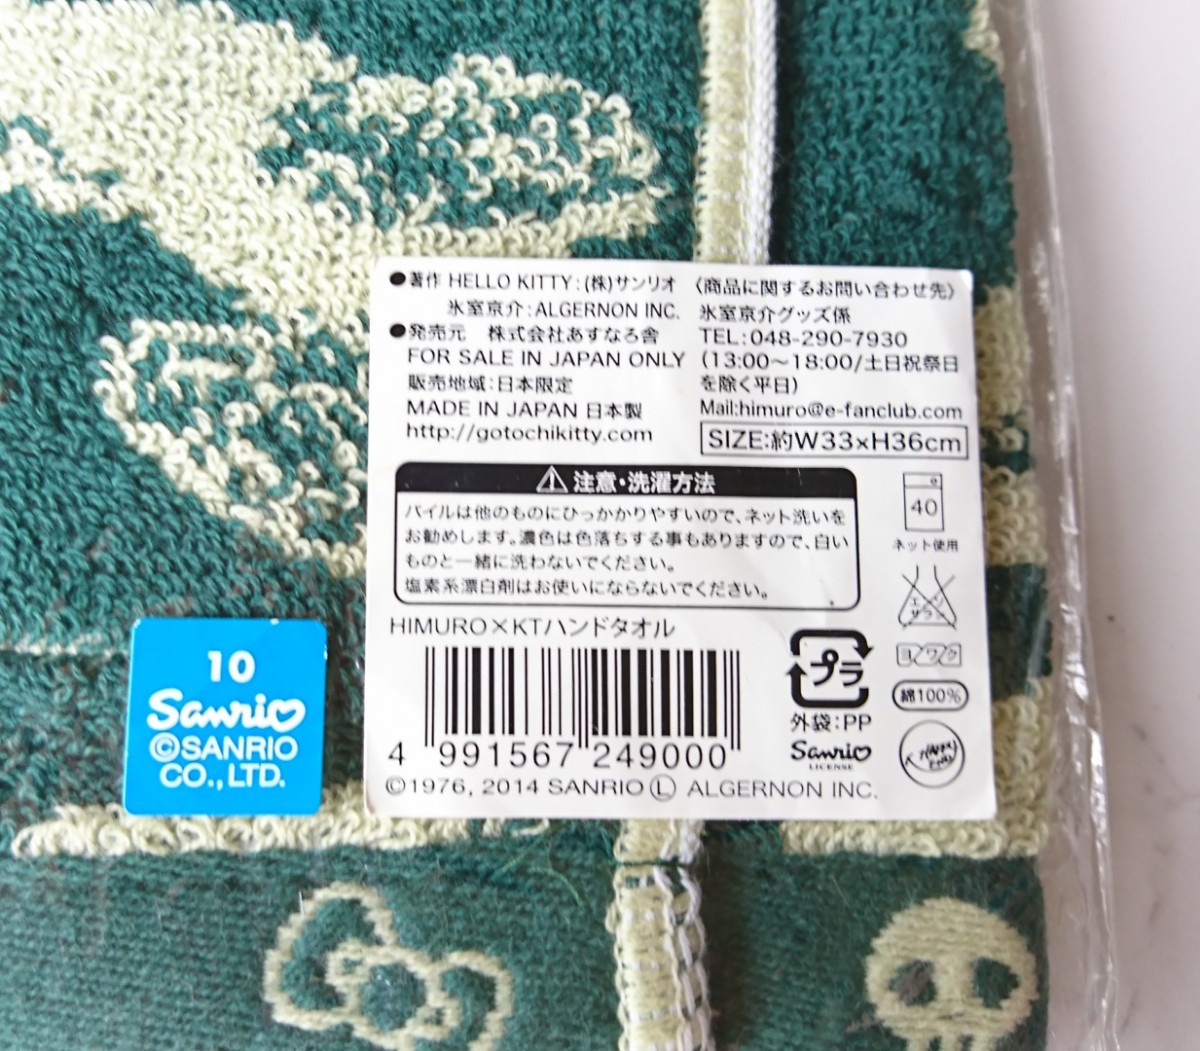 ●著作 HELLO KITTY:(株)サンリオ
氷室京介:ALGERNON INC.
●発売元 株式会社あすなろ舎
FOR SALE IN JAPAN ONLY
販売地域:日本限定
MADE IN JAPAN 日本製
http://gotochikitty.com
〈商品に関するお問い合わせ先〉
氷室京介グッズ係
TEL:048-290-7930
(13:00〜18:00/土日祝祭日
を除く平日)
Mail:himuro@e-fanclub.com
SIZE:約W33×H36cm
注意・洗濯方法
パイルは他のものにひっかかりやすいので、ネット洗いを
お勧めします。濃色は色落ちする事もありますので、白い
ものと一緒に洗わないでください。
塩素系漂白剤はお使いにならないでください。
40
ネット使用
エンソ
サラシ
ヨワク
綿100%
HIMURO×KTハンドタオル
4 991567 249000
プラ
外袋:PP
Sanrio
LICENSE
©1976, 2014 SANRIO Ⓛ ALGERNON INC.
10
Sanrio
©SANRIO
CO.,LTD.